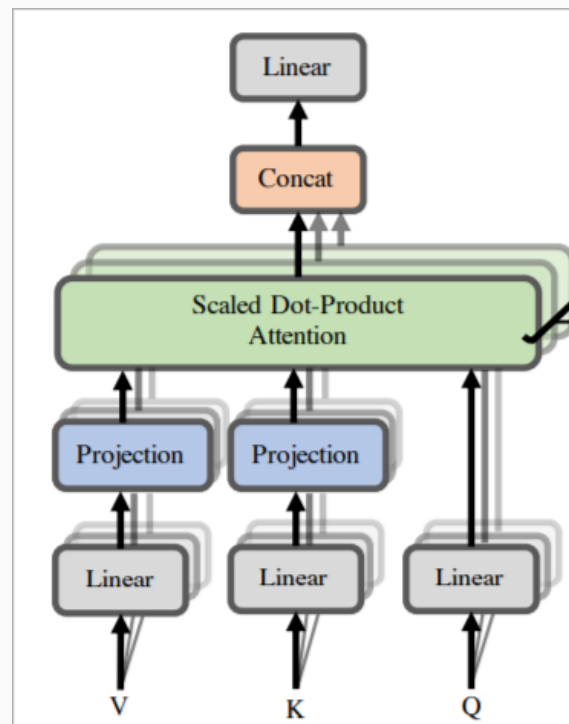 Linear
Concat
Scaled Dot-Product
Attention
Projection
Projection
Linear
Linear
Linear
V
K
Q